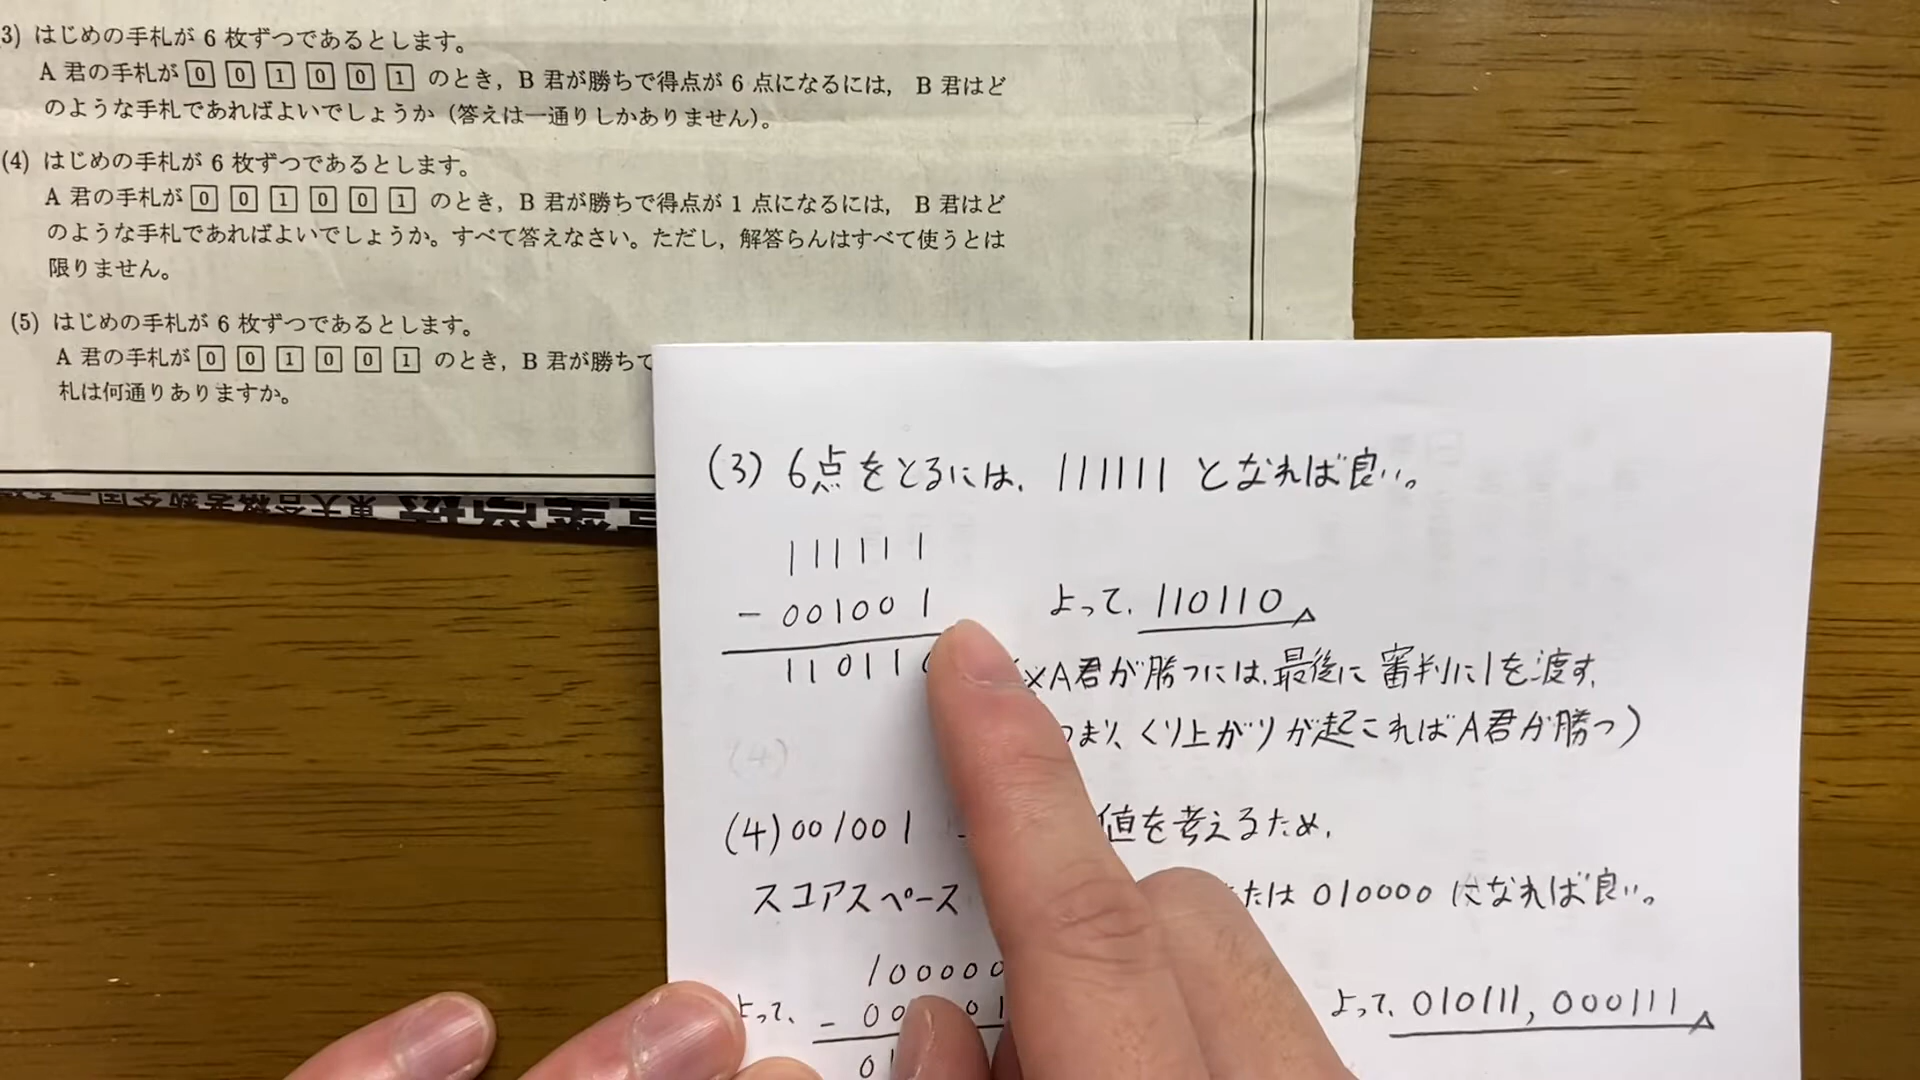 3) はじめの手札が 6 枚ずつであるとします。
A 君の手札が 0 0 1 0 0 1 のとき, B 君が勝ちで得点が 6 点になるには, B 君はど
のような手札であればよいでしょうか (答えは一通りしかありません)。
(4) はじめの手札が 6 枚ずつであるとします。
A 君の手札が 0 0 1 0 0 1 のとき, B 君が勝ちで得点が 1 点になるには, B 君はど
のような手札であればよいでしょうか。すべて答えなさい。ただし, 解答らんはすべて使うとは
限りません。
(5) はじめの手札が 6 枚ずつであるとします。
A 君の手札が 0 0 1 0 0 1 のとき, B 君が勝ちて
札は何通りありますか。
(3) 6点をとるには、111111 となれば良い。
111111
- 001001
11011
よって、110110
※A君が勝つには、最後に審判に1を渡す、
つまり、くり上がりが起これば A君が勝つ)
(4)
(4) 001001 値を考えるため、
スコアスペース たは 010000 になれば良い。
100000
よって、 - 00 01
01
よって、010111, 000111